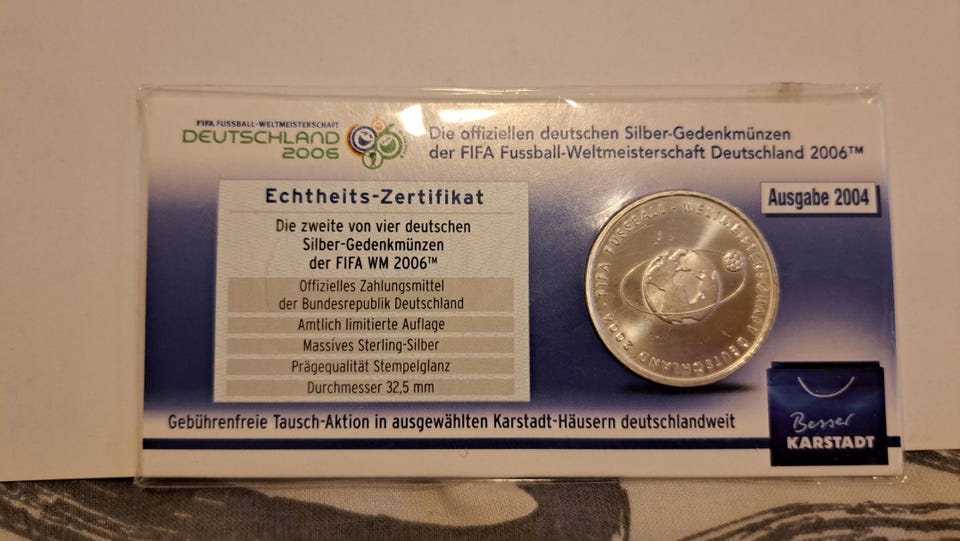 FIFA FUSSBALL-WELTMEISTERSCHAFT
DEUTSCHLAND
2006
Die offiziellen deutschen Silber-Gedenkmünzen
der FIFA Fussball-Weltmeisterschaft Deutschland 2006™
Echtheits-Zertifikat
Die zweite von vier deutschen
Silber-Gedenkmünzen
der FIFA WM 2006™
Offizielles Zahlungsmittel
der Bundesrepublik Deutschland
Amtlich limitierte Auflage
Massives Sterling-Silber
Prägequalität Stempelglanz
Durchmesser 32,5 mm
Ausgabe 2004
FIFA FUSSBALL - WELTMEISTERSCHAFT DEUTSCHLAND 2006
Gebührenfreie Tausch-Aktion in ausgewählten Karstadt-Häusern deutschlandweit
Besser
KARSTADT